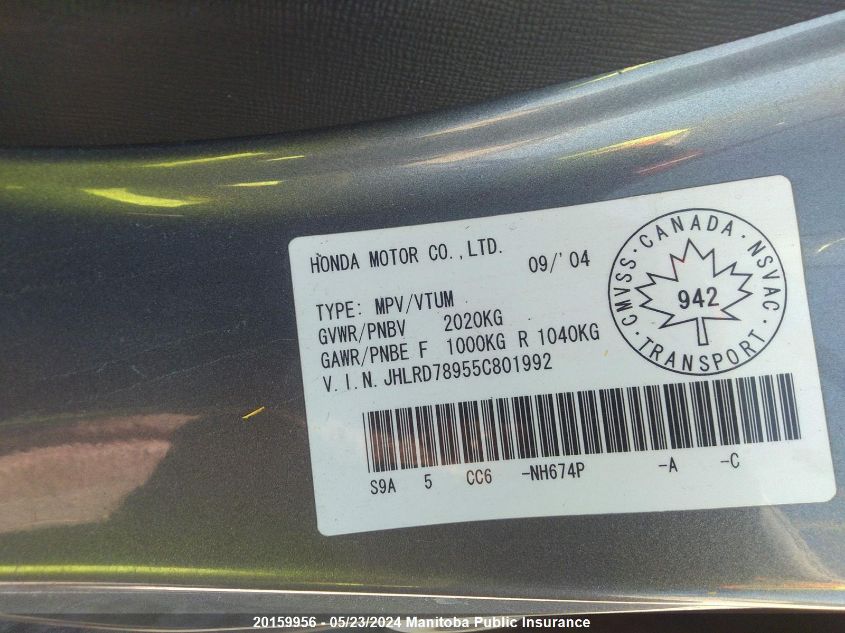 HONDA MOTOR CO.,LTD. 09/'04
TYPE: MPV/VTUM
GVWR/PNBV 2020KG
GAWR/PNBE F 1000KG R 1040KG
V.I.N. JHLRD78955C801992
CMVSS · CANADA · NSVAC · TRANSPORT ·
942
S9A 5 CC6 -NH674P -A -C
20159956 - 05/23/2024 Manitoba Public Insurance